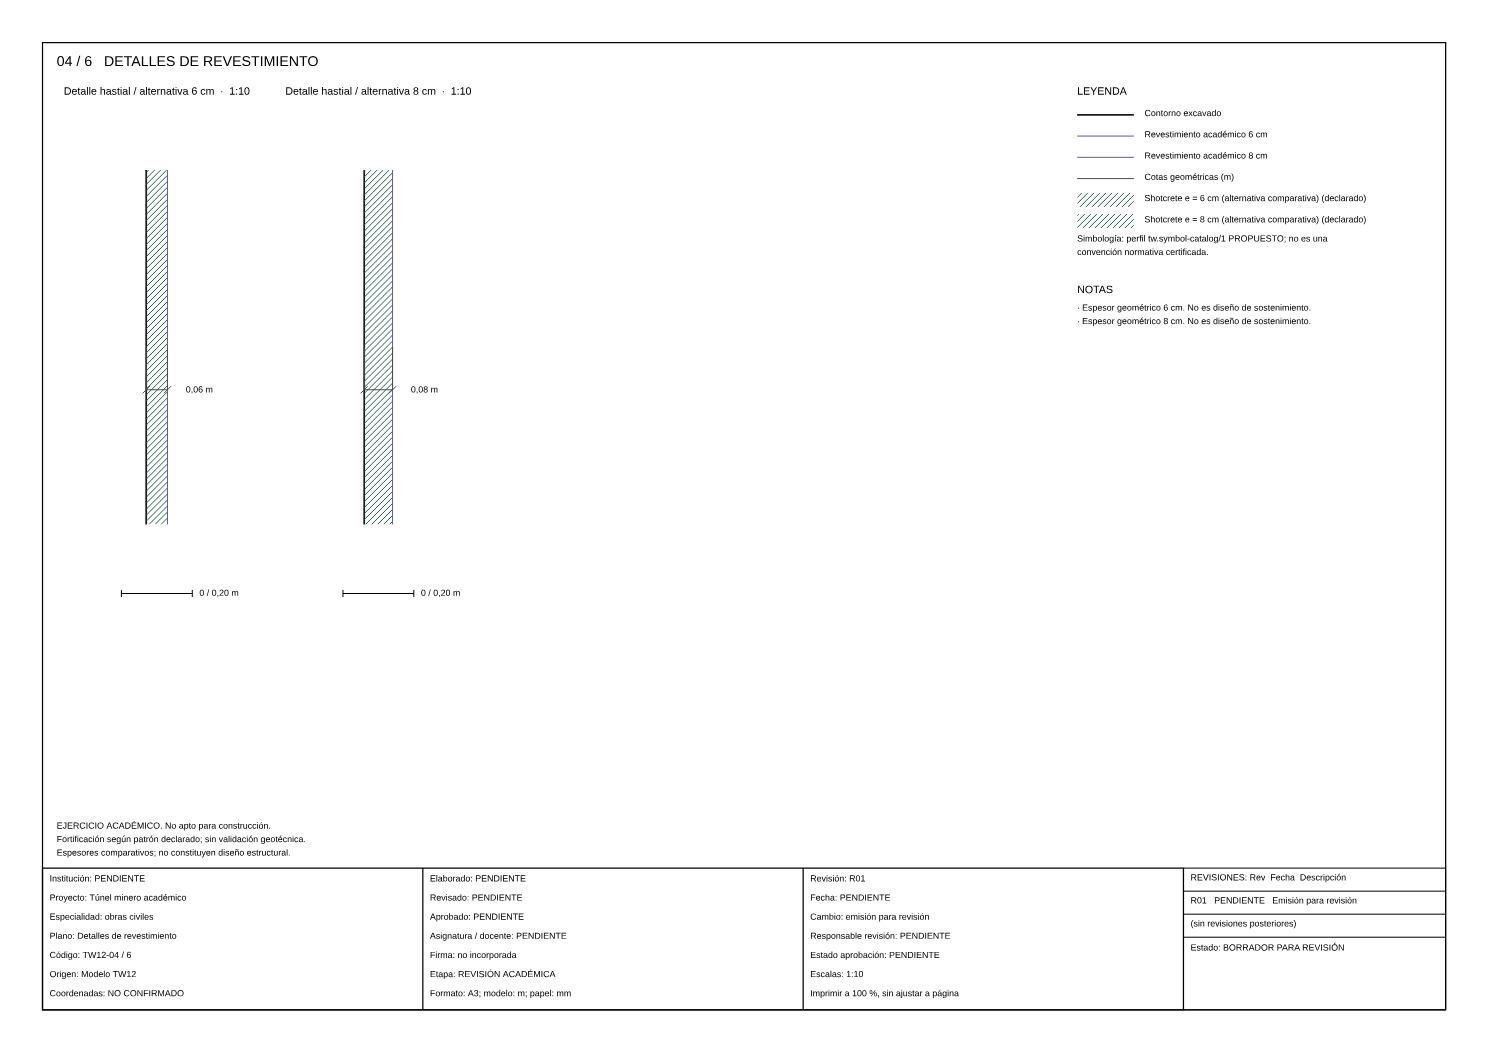 04 / 6   DETALLES DE REVESTIMIENTO
Detalle hastial / alternativa 6 cm  ·  1:10
Detalle hastial / alternativa 8 cm  ·  1:10
0,06 m
0,08 m
0 / 0,20 m
0 / 0,20 m
LEYENDA
Contorno excavado
Revestimiento académico 6 cm
Revestimiento académico 8 cm
Cotas geométricas (m)
Shotcrete e = 6 cm (alternativa comparativa) (declarado)
Shotcrete e = 8 cm (alternativa comparativa) (declarado)
Simbología: perfil tw.symbol-catalog/1 PROPUESTO; no es una
convención normativa certificada.
NOTAS
· Espesor geométrico 6 cm. No es diseño de sostenimiento.
· Espesor geométrico 8 cm. No es diseño de sostenimiento.
EJERCICIO ACADÉMICO. No apto para construcción.
Fortificación según patrón declarado; sin validación geotécnica.
Espesores comparativos; no constituyen diseño estructural.
Institución: PENDIENTE
Proyecto: Túnel minero académico
Especialidad: obras civiles
Plano: Detalles de revestimiento
Código: TW12-04 / 6
Origen: Modelo TW12
Coordenadas: NO CONFIRMADO
Elaborado: PENDIENTE
Revisado: PENDIENTE
Aprobado: PENDIENTE
Asignatura / docente: PENDIENTE
Firma: no incorporada
Etapa: REVISIÓN ACADÉMICA
Formato: A3; modelo: m; papel: mm
Revisión: R01
Fecha: PENDIENTE
Cambio: emisión para revisión
Responsable revisión: PENDIENTE
Estado aprobación: PENDIENTE
Escalas: 1:10
Imprimir a 100 %, sin ajustar a página
REVISIONES: Rev  Fecha  Descripción
R01   PENDIENTE   Emisión para revisión
(sin revisiones posteriores)
Estado: BORRADOR PARA REVISIÓN